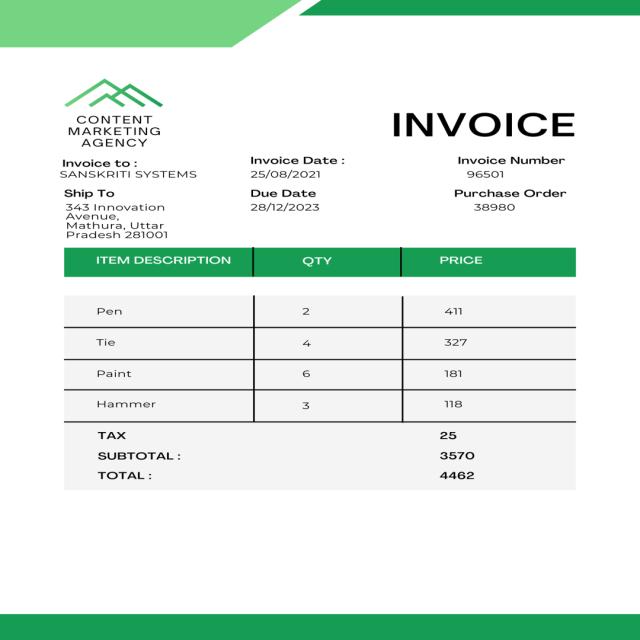 CONTENT
MARKETING
AGENCY
INVOICE
Invoice to :
SANSKRITI SYSTEMS
Invoice Date :
25/08/2021
Invoice Number
96501
Ship To
343 Innovation
Avenue,
Mathura, Uttar
Pradesh 281001
Due Date
28/12/2023
Purchase Order
38980
ITEM DESCRIPTION QTY PRICE
Pen 2 411
Tie 4 327
Paint 6 181
Hammer 3 118
TAX 25
SUBTOTAL : 3570
TOTAL : 4462